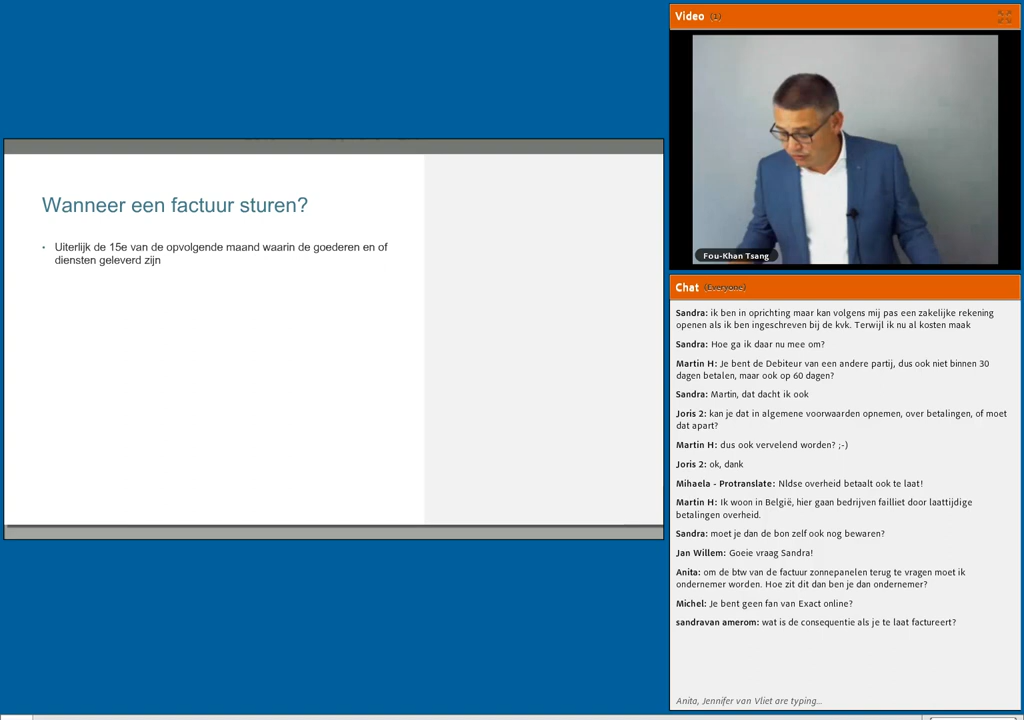 Video (1)
Fou-Khan Tsang
Wanneer een factuur sturen?
• Uiterlijk de 15e van de opvolgende maand waarin de goederen en of
diensten geleverd zijn
Chat (Everyone)
Sandra: ik ben in oprichting maar kan volgens mij pas een zakelijke rekening
openen als ik ben ingeschreven bij de kvk. Terwijl ik nu al kosten maak
Sandra: Hoe ga ik daar nu mee om?
Martin H: Je bent de Debiteur van een andere partij, dus ook niet binnen 30
dagen betalen, maar ook op 60 dagen?
Sandra: Martin, dat dacht ik ook
Joris 2: kan je dat in algemene voorwaarden opnemen, over betalingen, of moet
dat apart?
Martin H: dus ook vervelend worden? ;-)
Joris 2: ok, dank
Mihaela - Protranslate: Nldse overheid betaalt ook te laat!
Martin H: Ik woon in België, hier gaan bedrijven failliet door laattijdige
betalingen overheid.
Sandra: moet je dan de bon zelf ook nog bewaren?
Jan Willem: Goeie vraag Sandra!
Anita: om de btw van de factuur zonnepanelen terug te vragen moet ik
ondernemer worden. Hoe zit dit dan ben je dan ondernemer?
Michel: Je bent geen fan van Exact online?
sandravan amerom: wat is de consequentie als je te laat factureert?
Anita, Jennifer van Vliet are typing...